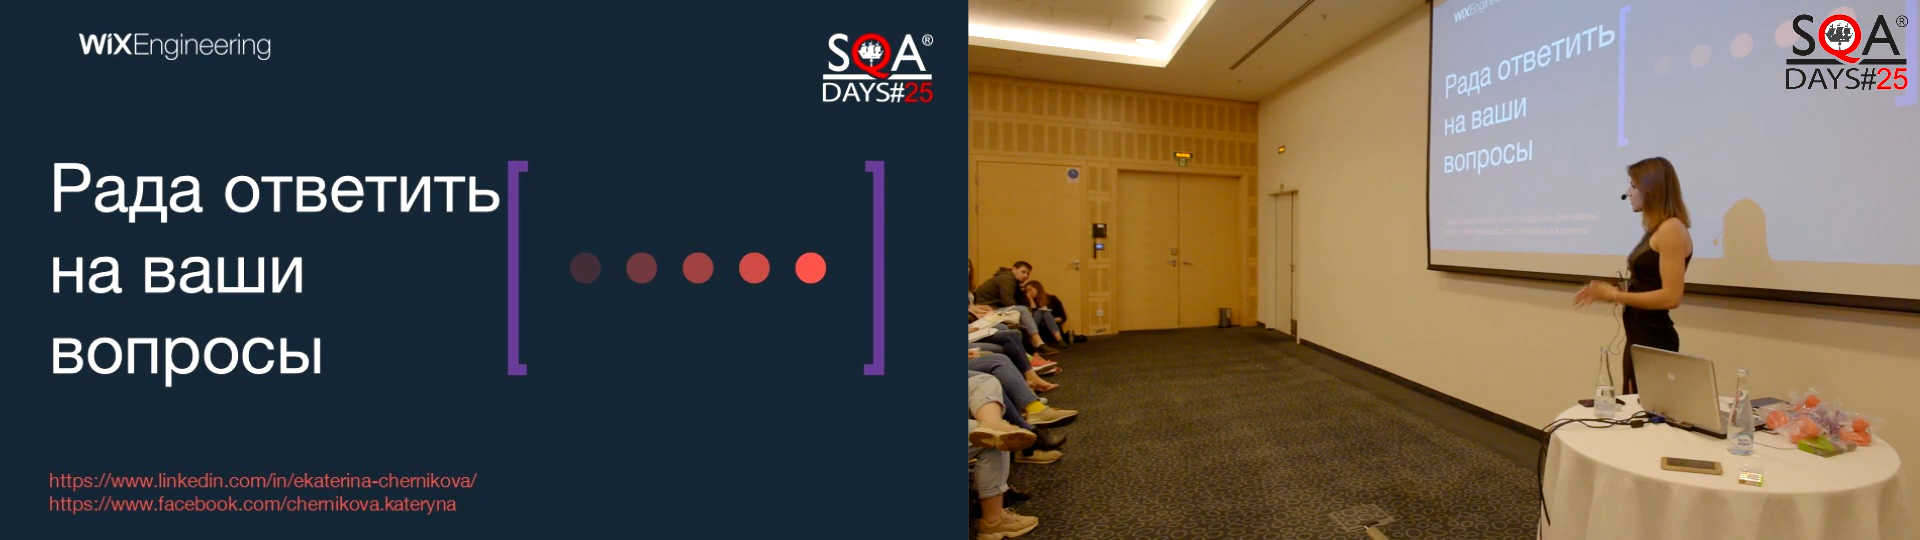 WiXEngineering
SQA®
DAYS#25
Рада ответить
на ваши
вопросы
https://www.linkedin.com/in/ekaterina-chernikova/
https://www.facebook.com/chernikova.kateryna
WiXEngineering
Рада ответить
на ваши
вопросы
SQA®
DAYS#25